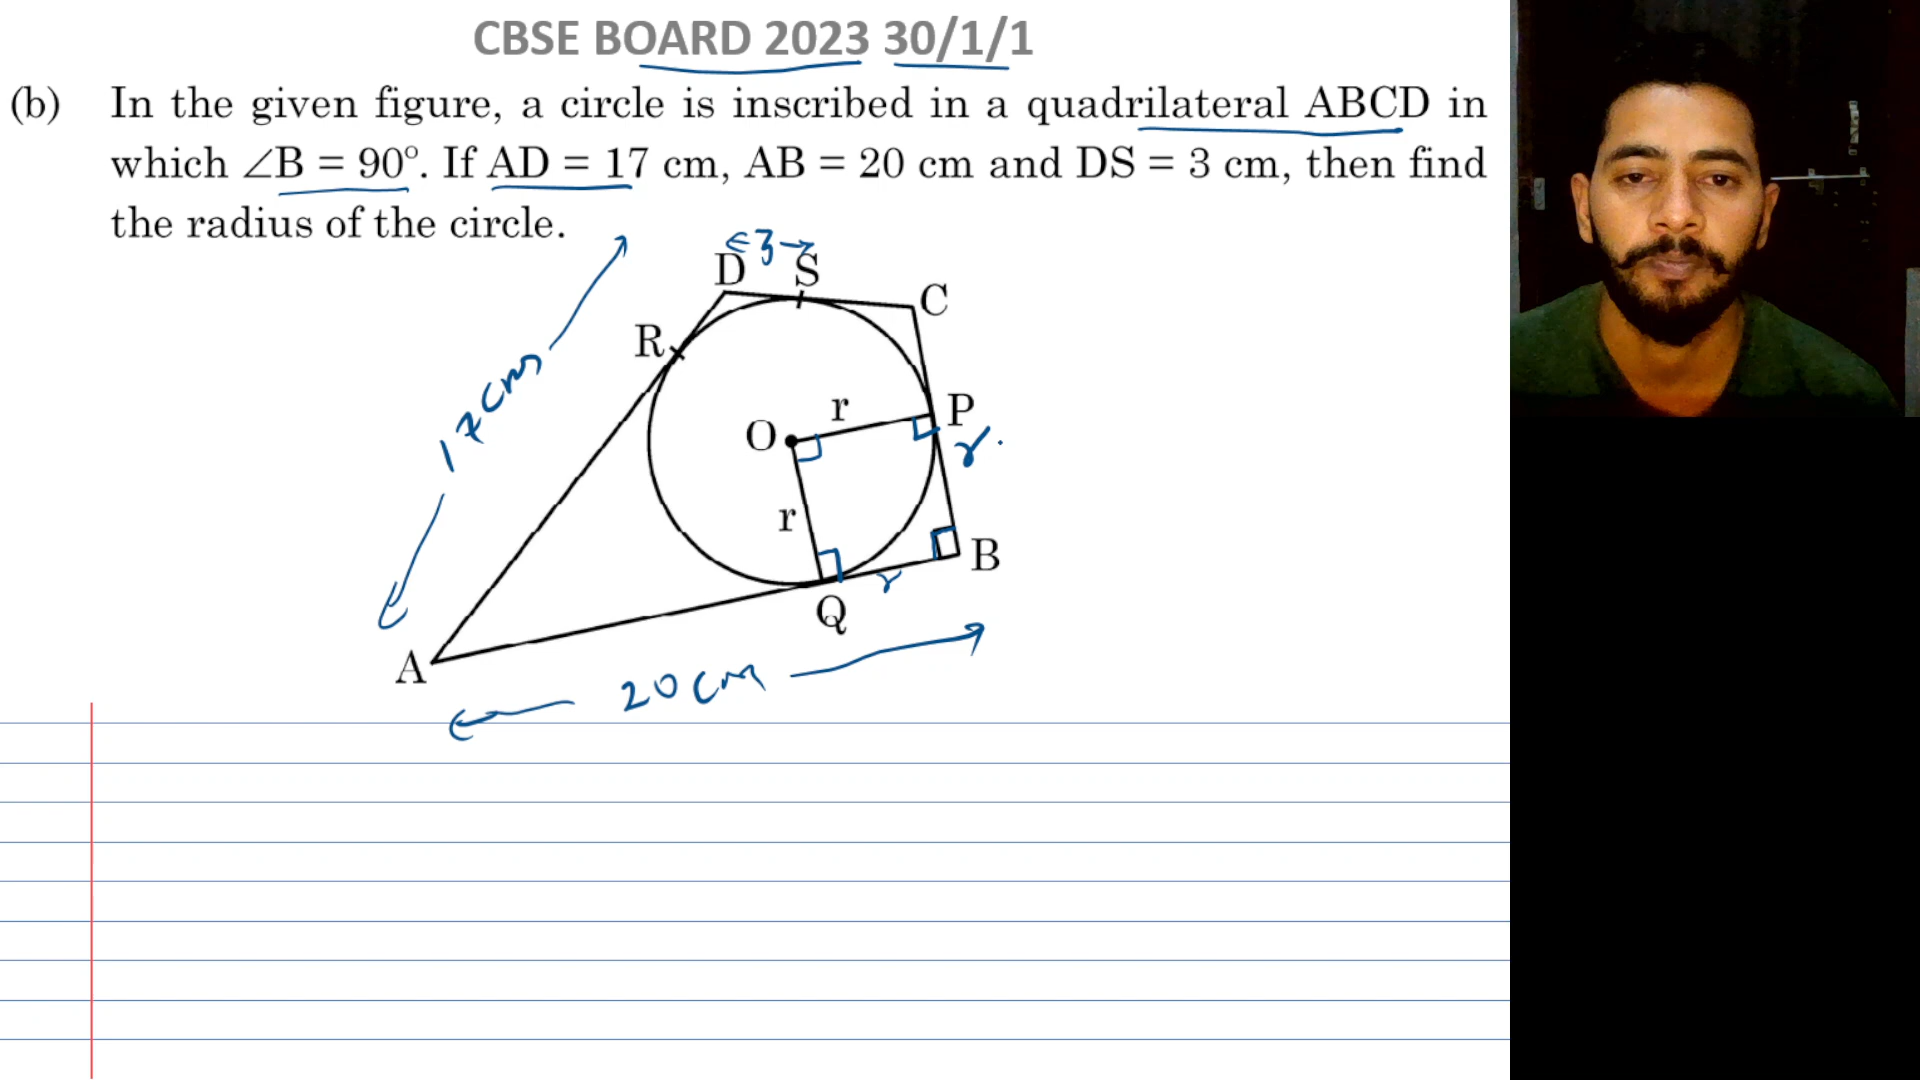 CBSE BOARD 2023 30/1/1
(b) In the given figure, a circle is inscribed in a quadrilateral ABCD in
which ∠B = 90°. If AD = 17 cm, AB = 20 cm and DS = 3 cm, then find
the radius of the circle.
3
D S
C
R
17cm
r P
O r
r
B
r
Q
A
20cm